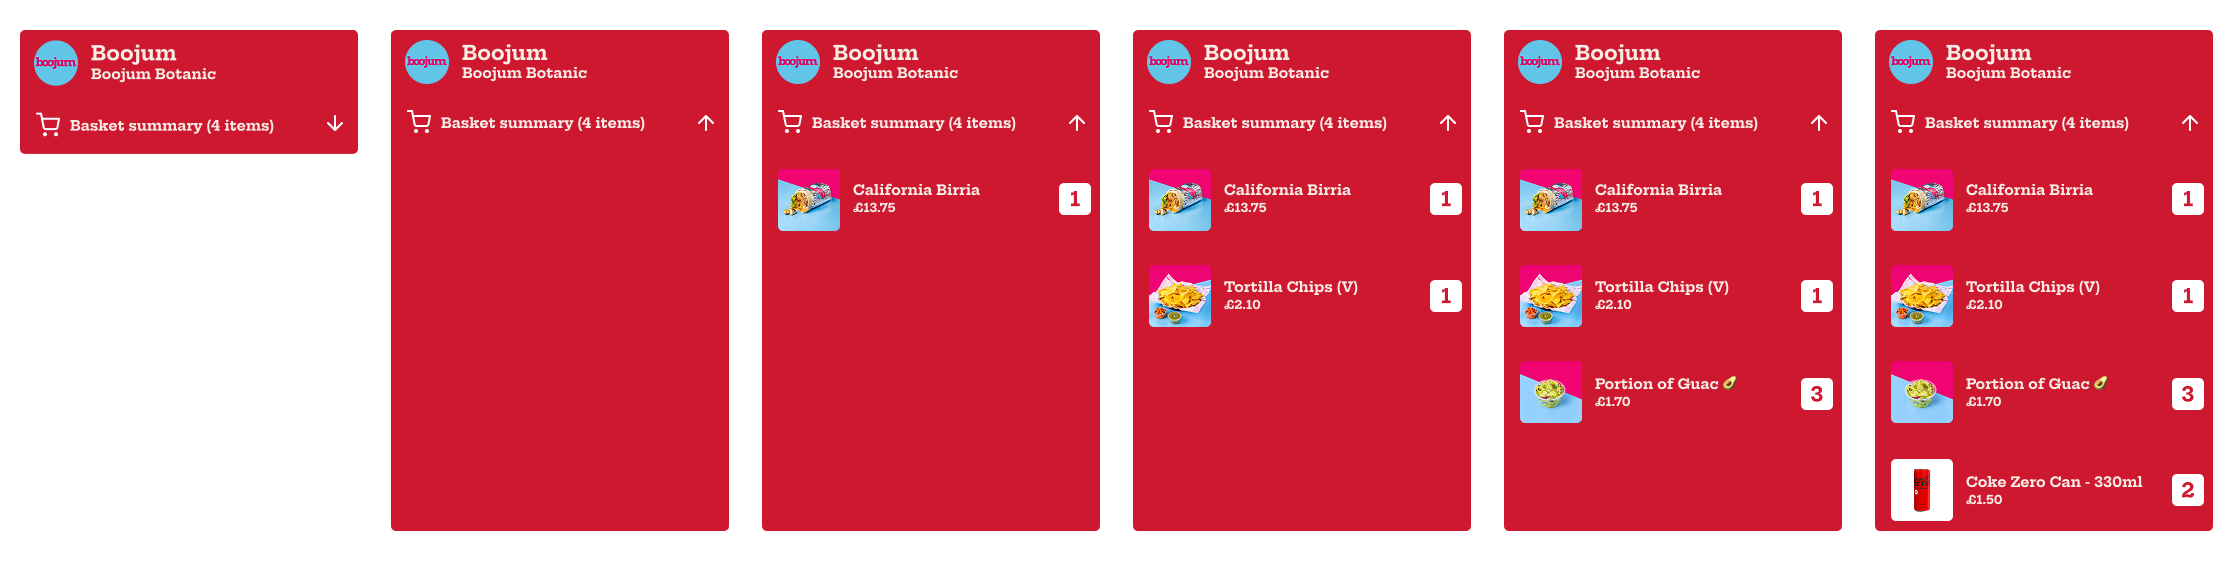 boojum
Boojum
Boojum Botanic
Basket summary (4 items)
boojum
Boojum
Boojum Botanic
Basket summary (4 items)
boojum
Boojum
Boojum Botanic
Basket summary (4 items)
California Birria
£13.75
1
boojum
Boojum
Boojum Botanic
Basket summary (4 items)
California Birria
£13.75
1
Tortilla Chips (V)
£2.10
1
boojum
Boojum
Boojum Botanic
Basket summary (4 items)
California Birria
£13.75
1
Tortilla Chips (V)
£2.10
1
Portion of Guac 🥑
£1.70
3
boojum
Boojum
Boojum Botanic
Basket summary (4 items)
California Birria
£13.75
1
Tortilla Chips (V)
£2.10
1
Portion of Guac 🥑
£1.70
3
Coke Zero Can - 330ml
£1.50
2